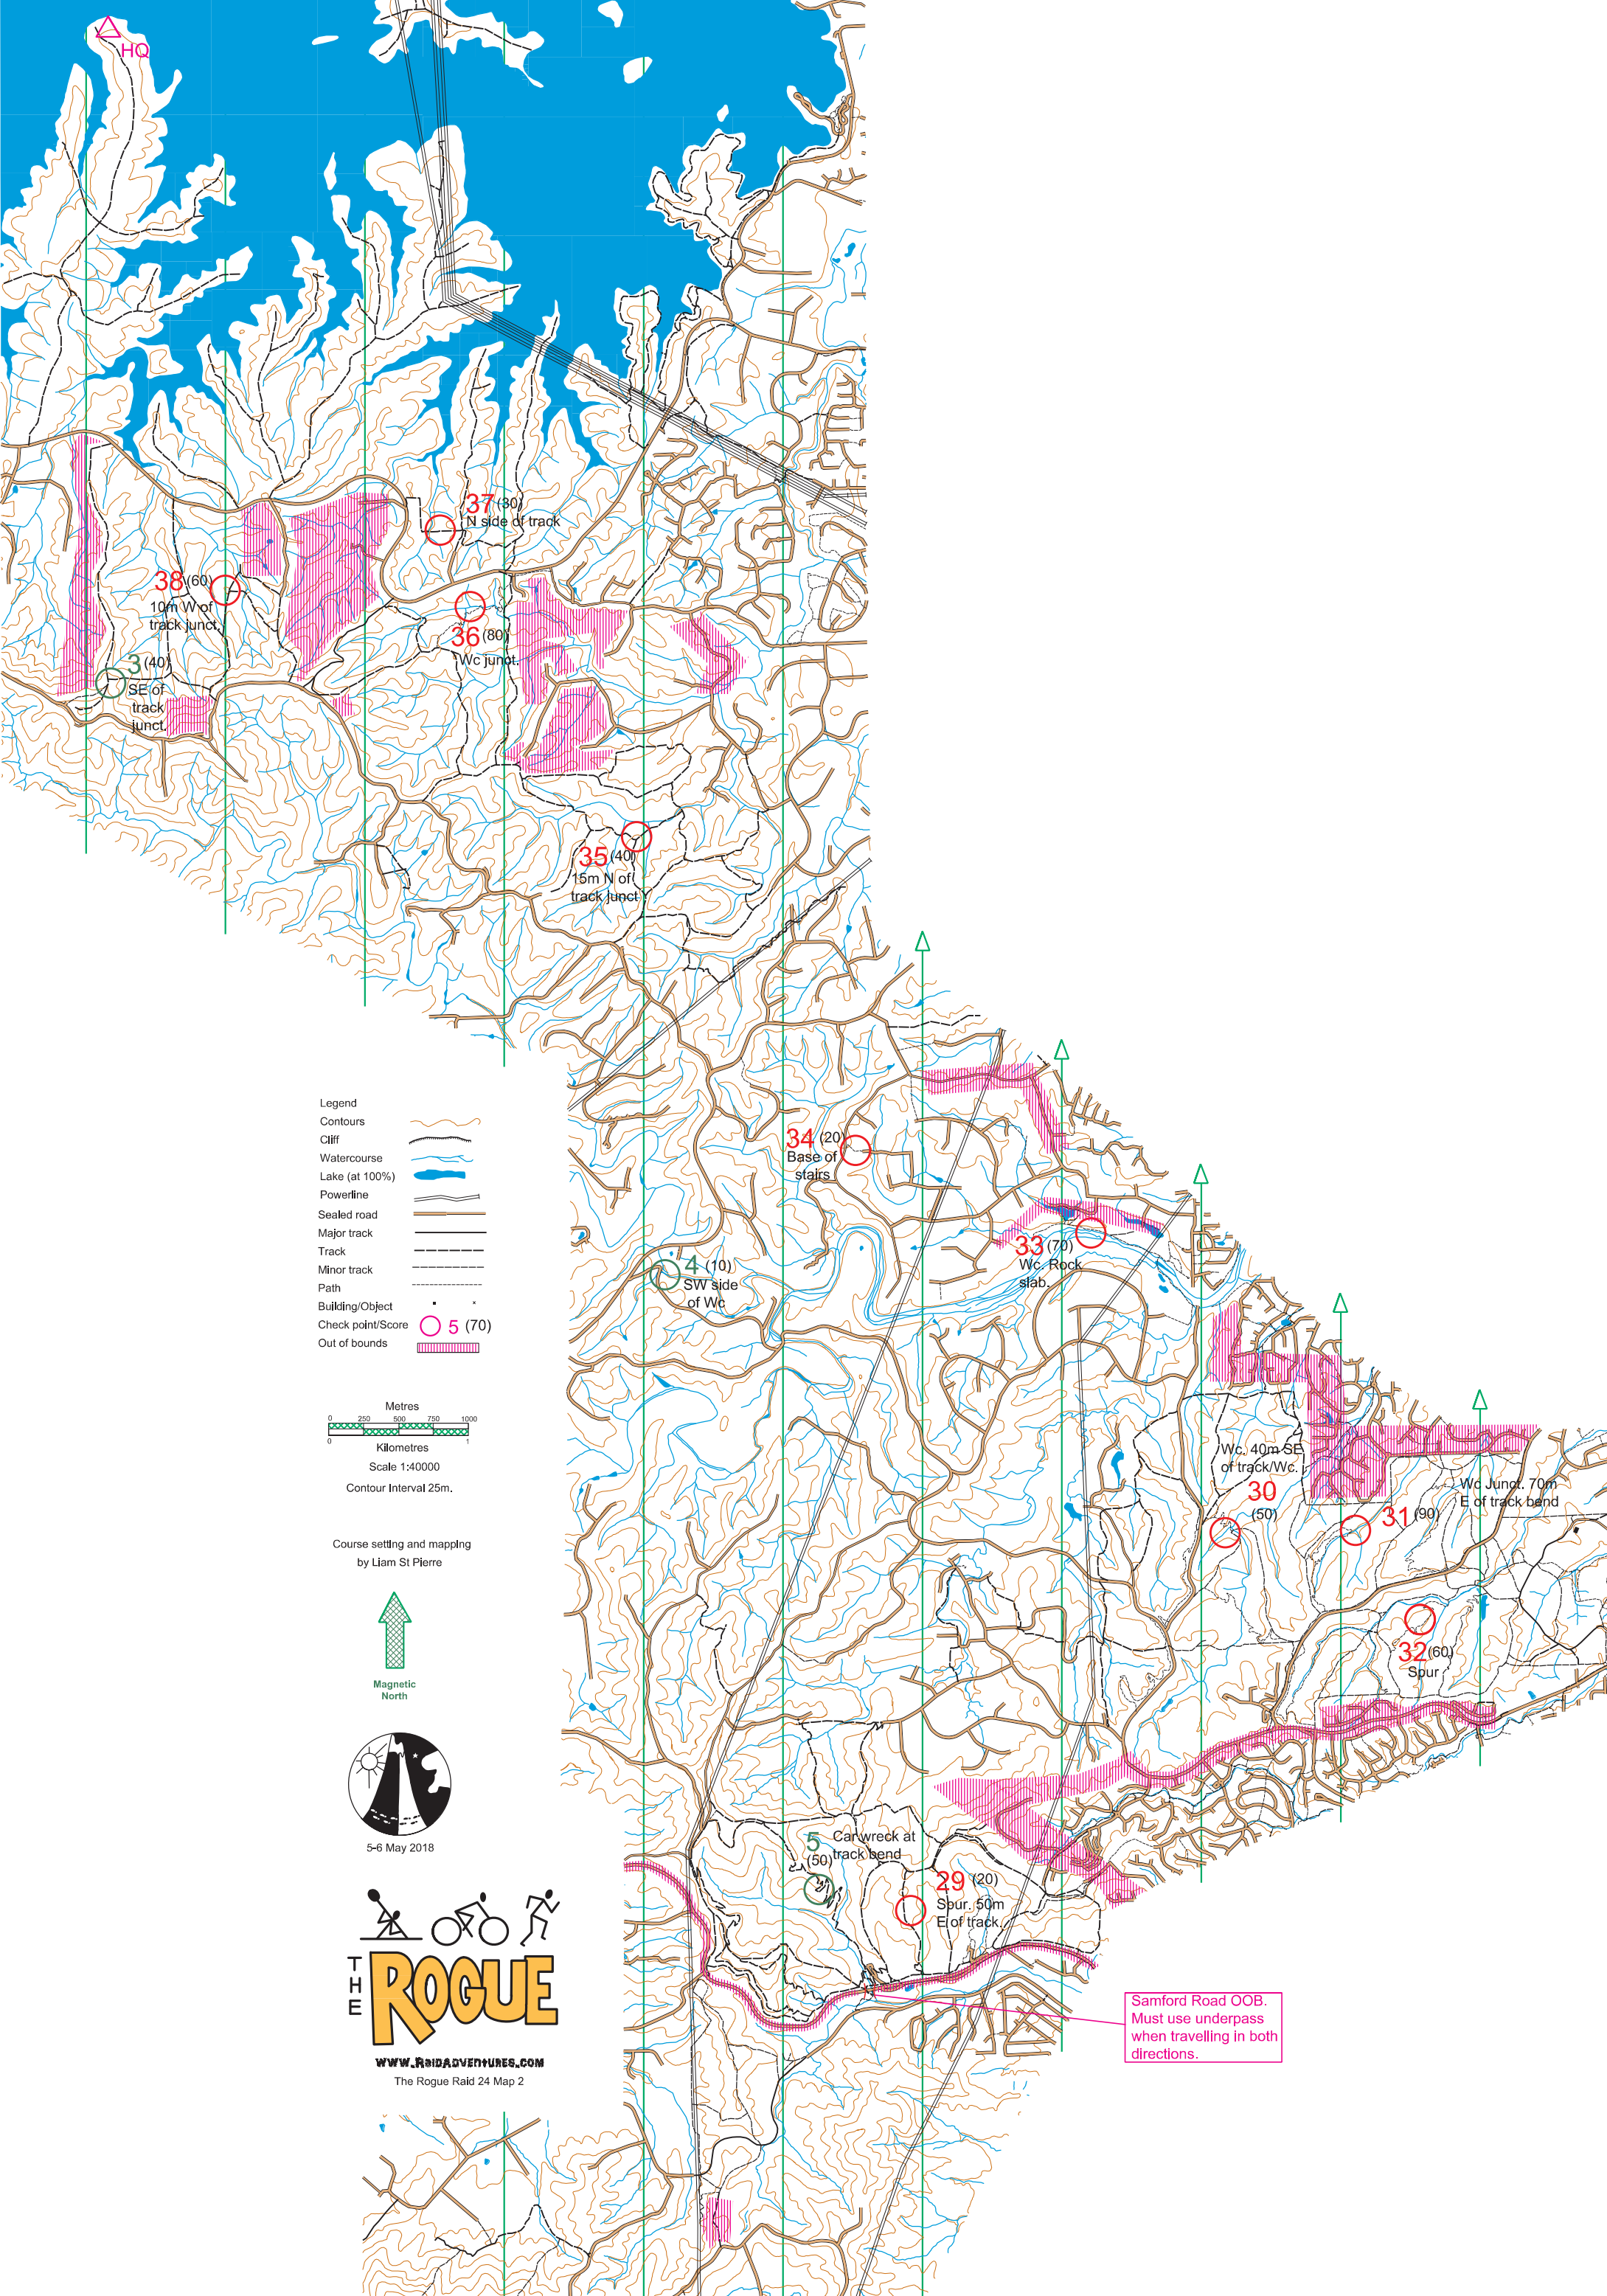 HQ
37 (30)
N side of track
38 (60)
10m W of
track junct.
36 (80)
Wc junct.
3 (40)
SE of
track
junct.
35 (40)
15m N of
track junct
34 (20)
Base of
stairs
33 (70)
Wc. Rock
slab.
4 (10)
SW side
of Wc
Legend
Contours
Cliff
Watercourse
Lake (at 100%)
Powerline
Sealed road
Major track
Track
Minor track
Path
Building/Object
Check point/Score 5 (70)
Out of bounds
Metres
0 250 500 750 1000
0 1
Kilometres
Scale 1:40000
Contour Interval 25m.
Course setting and mapping
by Liam St Pierre
Magnetic
North
5-6 May 2018
THE
ROGUE
WWW.RAIDADVENTURES.COM
The Rogue Raid 24 Map 2
Wc. 40m SE
of track/Wc.
30
(50)
Wc Junct. 70m
E of track bend
31 (90)
32 (60)
Spur
5
(50)
Car wreck at
track bend
29 (20)
Spur. 50m
E of track.
Samford Road OOB.
Must use underpass
when travelling in both
directions.